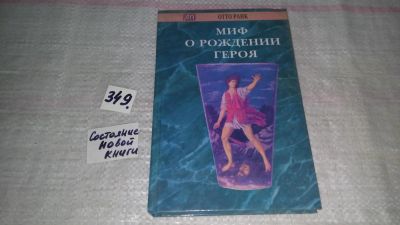 ОТТО РАНК
МИФ
О РОЖДЕНИИ
ГЕРОЯ
349.
Состояние
новой
книги